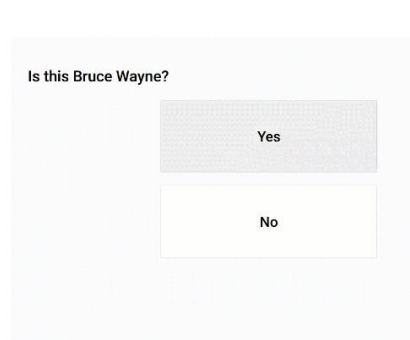 Is this Bruce Wayne?
Yes
No